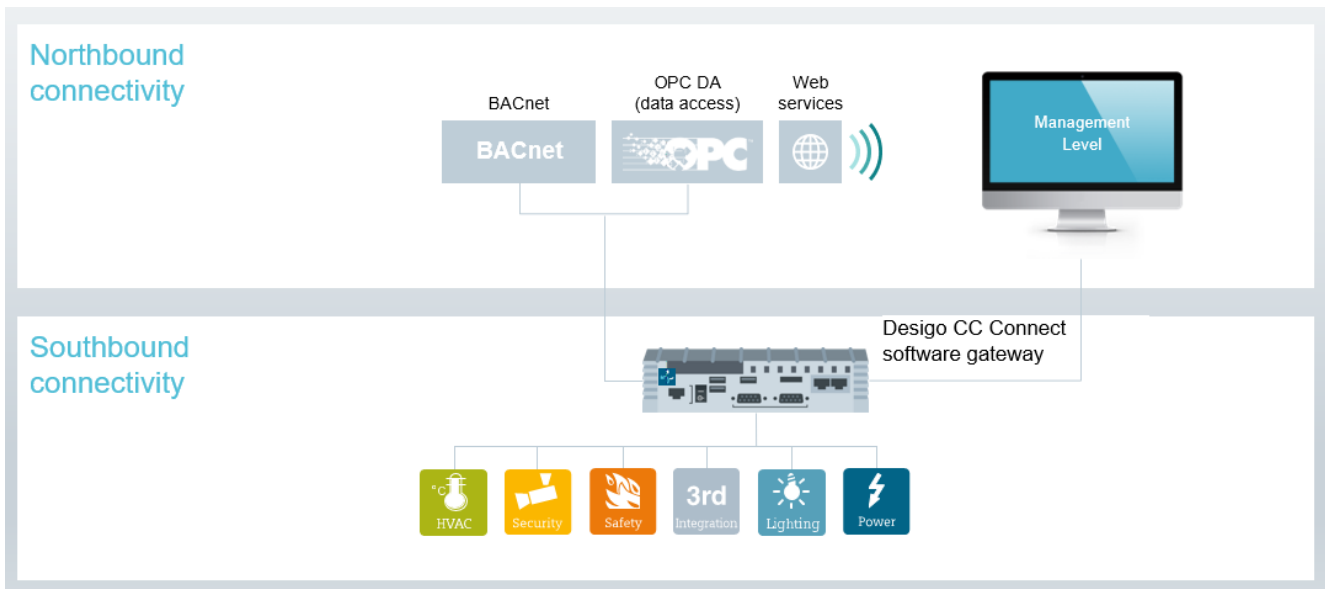 Northbound
connectivity
BACnet
OPC DA
(data access)
Web
services
BACnet
OPC
Management
Level
Southbound
connectivity
Desigo CC Connect
software gateway
°C
HVAC
Security
Safety
3rd
Integration
Lighting
Power